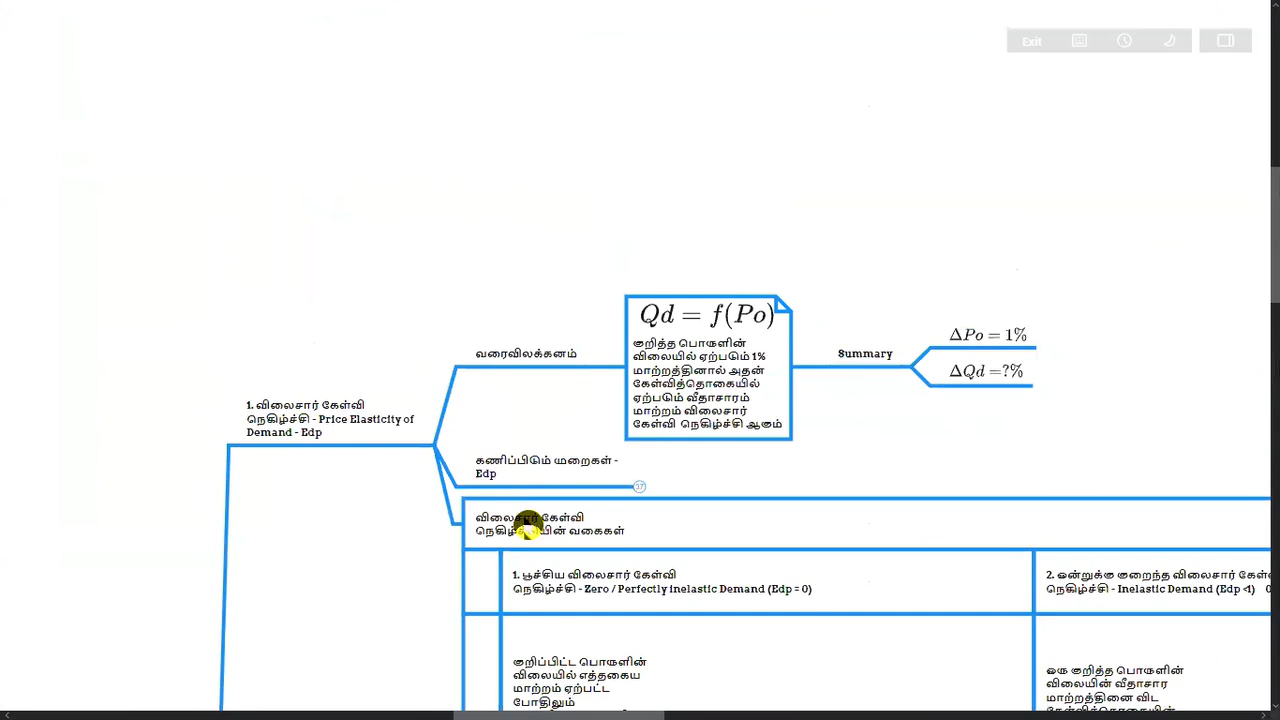 Exit
Qd = f(Po)
குறித்த பொருளின்
விலையில் ஏற்படும் 1%
மாற்றத்தினால் அதன்
கேள்வித்தொகையில்
ஏற்படும் வீதாசாரம்
மாற்றம் விலைசார்
கேள்வி நெகிழ்ச்சி ஆகும்
வரைவிலக்கனம்
Summary
ΔPo = 1%
ΔQd =?%
1. விலைசார் கேள்வி
நெகிழ்ச்சி - Price Elasticity of
Demand - Edp
கணிப்பிடும் முறைகள் -
Edp
37
விலைசார் கேள்வி
நெகிழ்ச்சியின் வகைகள்
1. பூச்சிய விலைசார் கேள்வி
நெகிழ்ச்சி - Zero / Perfectly inelastic Demand (Edp = 0)
2. ஒன்றுக்கு குறைந்த விலைசார்
நெகிழ்ச்சி - Inelastic Demand (Edp <1) 0
குறிப்பிட்ட பொருளின்
விலையில் எத்தகைய
மாற்றம் ஏற்பட்ட
போதிலும்
ஒரு குறித்த பொருளின்
விலையின் வீதாசார
மாற்றத்தினை விட